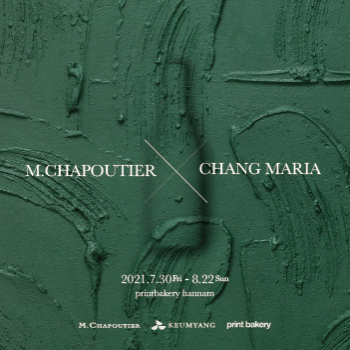 M.CHAPOUTIER CHANG MARIA
2021.7.30 Fri - 8.22 Sun
printbakery hannam
M. CHAPOUTIER KEUMYANG print bakery